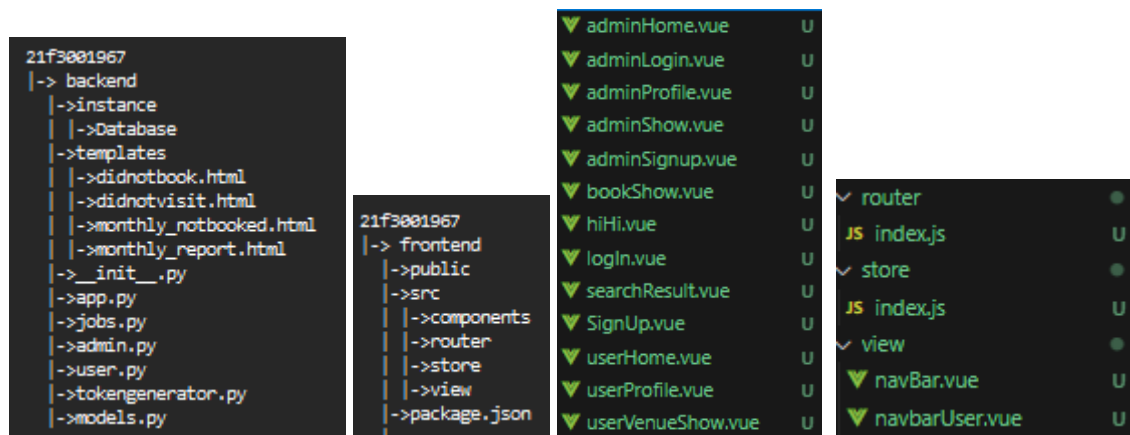 21f3001967
|-> backend
|->instance
| |->Database
|->templates
| |->didnotbook.html
| |->didnotvisit.html
| |->monthly_notbooked.html
| |->monthly_report.html
|->__init__.py
|->app.py
|->jobs.py
|->admin.py
|->user.py
|->tokengenerator.py
|->models.py
21f3001967
|-> frontend
|->public
|->src
| |->components
| |->router
| |->store
| |->view
|->package.json
adminHome.vue U
adminLogin.vue U
adminProfile.vue U
adminShow.vue U
adminSignup.vue U
bookShow.vue U
hiHi.vue U
logIn.vue U
searchResult.vue U
SignUp.vue U
userHome.vue U
userProfile.vue U
userVenueShow.vue U
router
JS index.js U
store
JS index.js U
view
navBar.vue U
navbarUser.vue U